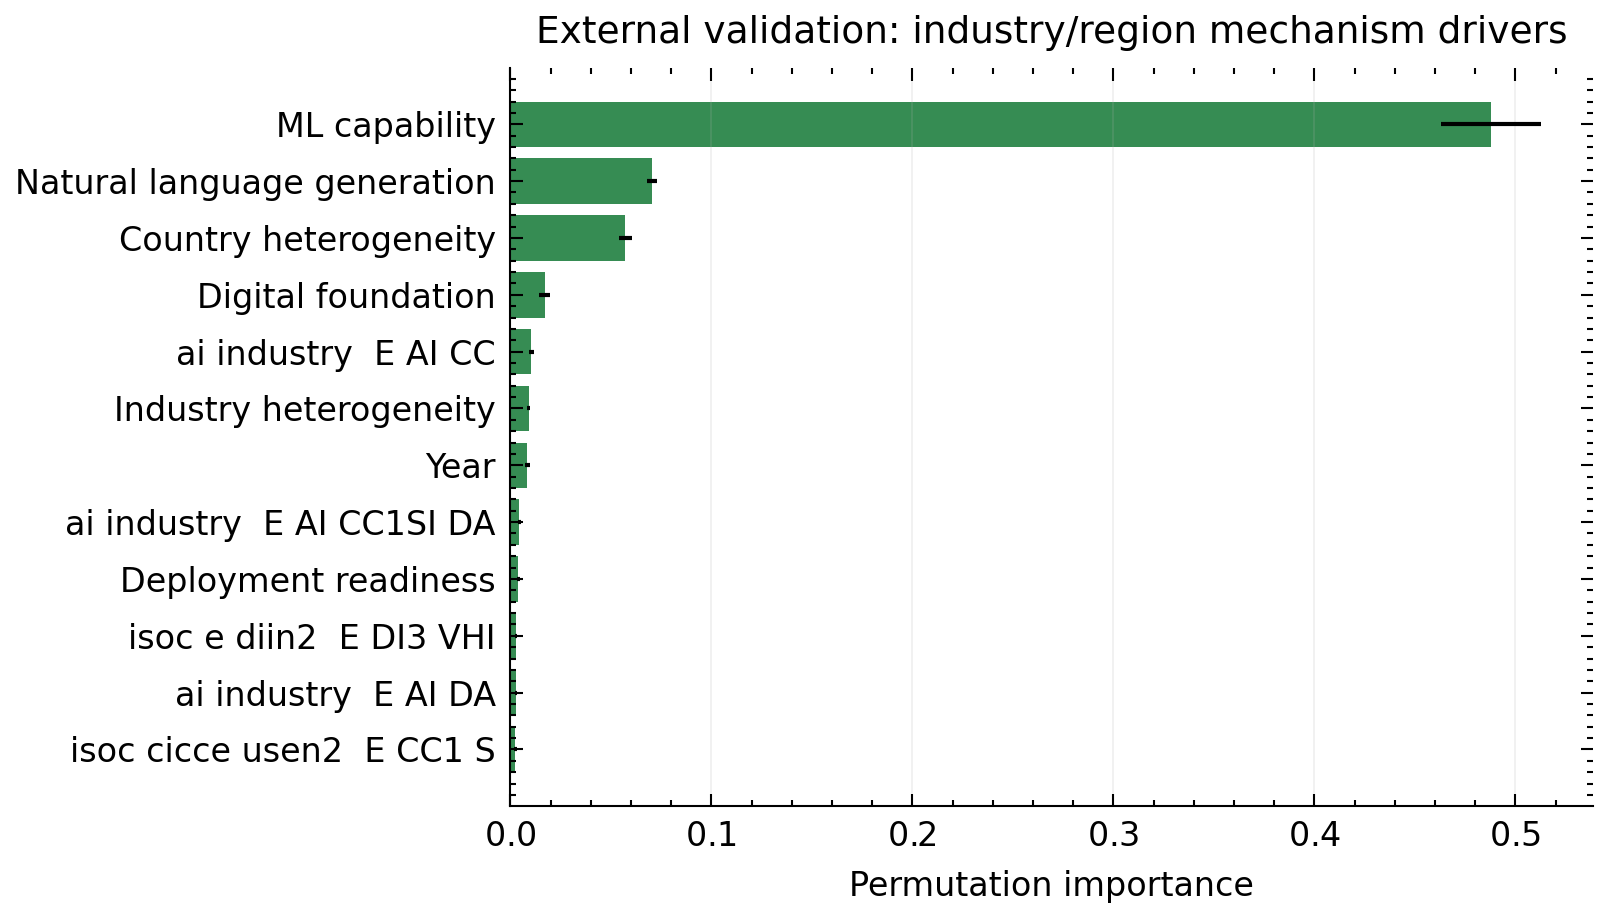 External validation: industry/region mechanism drivers
ML capability
Natural language generation
Country heterogeneity
Digital foundation
ai industry  E AI CC
Industry heterogeneity
Year
ai industry  E AI CC1SI DA
Deployment readiness
isoc e diin2  E DI3 VHI
ai industry  E AI DA
isoc cicce usen2  E CC1 S
0.0 0.1 0.2 0.3 0.4 0.5
Permutation importance